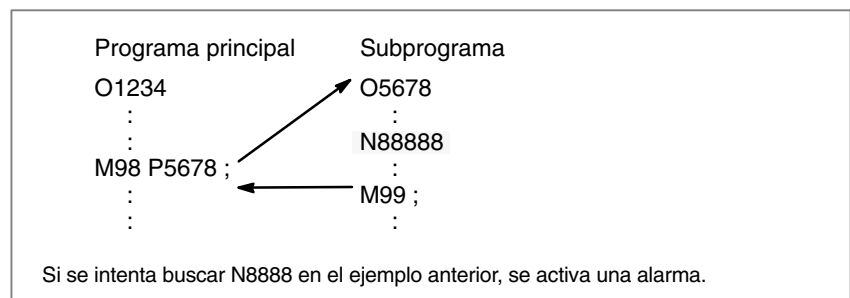 Programa principal
O1234
:
:
M98 P5678 ;
:
:
Subprograma
O5678
:
N88888
:
M99 ;
:
Si se intenta buscar N8888 en el ejemplo anterior, se activa una alarma.